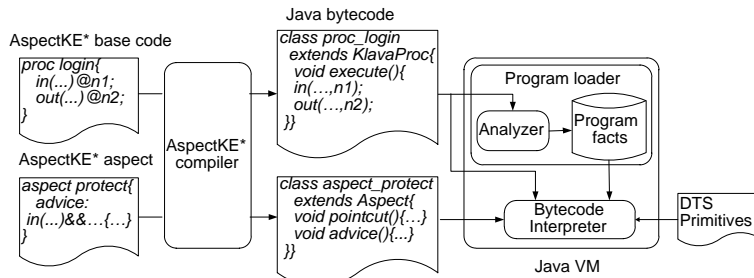 AspectKE* base code
proc login{
in(...)@n1;
out(...)@n2;
}
AspectKE* aspect
aspect protect{
advice:
in(...)&&…{…}
}
AspectKE*
compiler
Java bytecode
class proc_login
extends KlavaProc{
void execute(){
in(…,n1);
out(…,n2);
}}
class aspect_protect
extends Aspect{
void pointcut(){…}
void advice(){...}
}}
Program loader
Analyzer
Program
facts
Bytecode
Interpreter
Java VM
DTS
Primitives